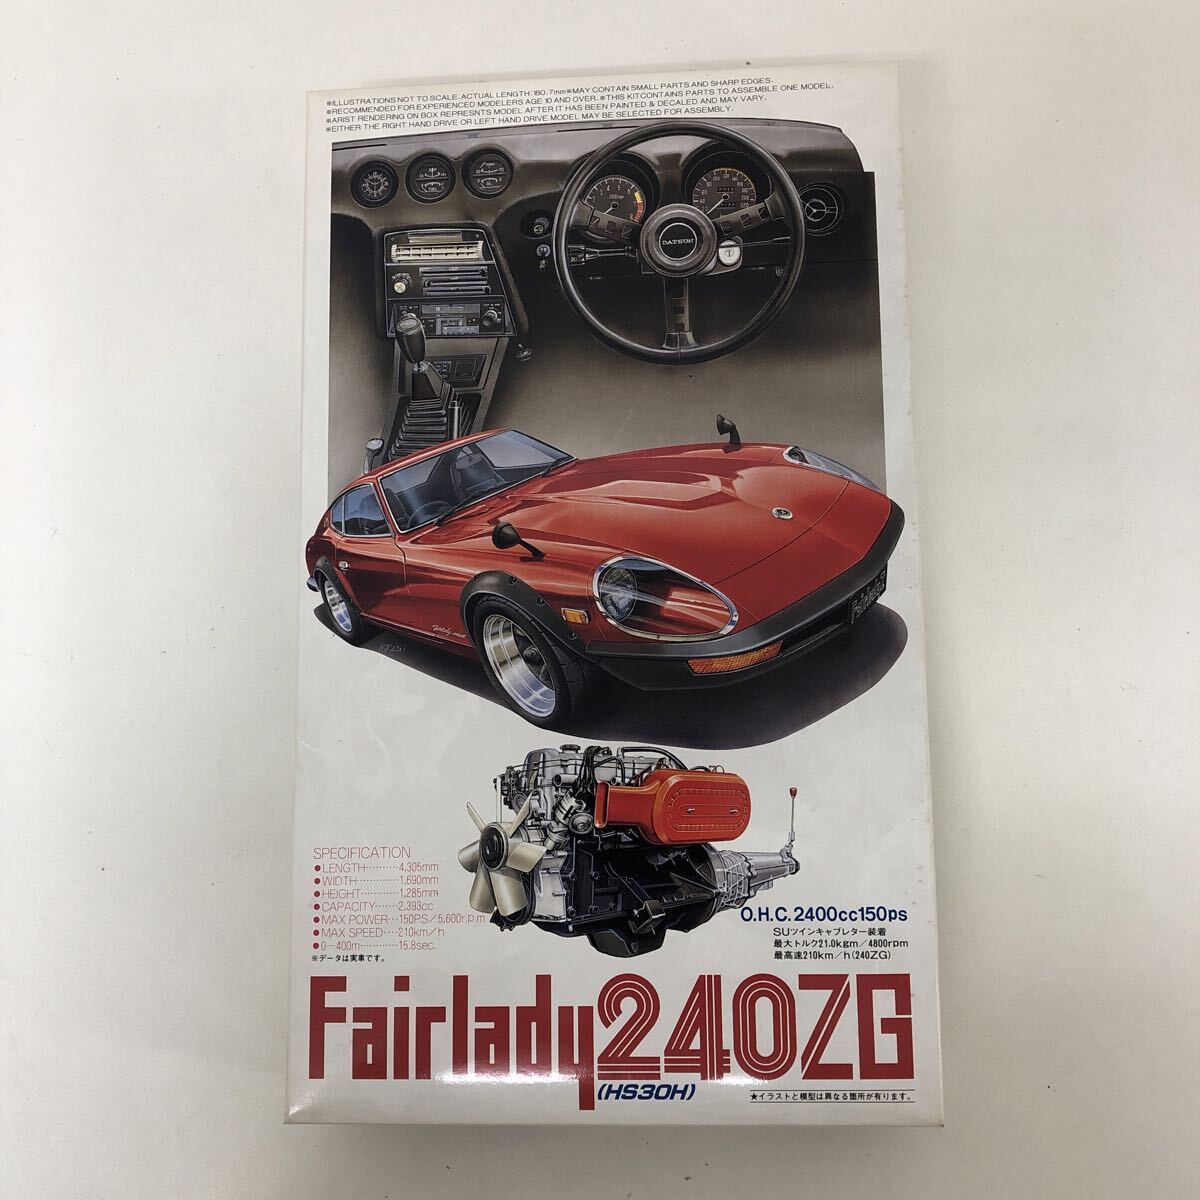 ※ILLUSTRATIONS NOT TO SCALE.ACTUAL LENGTH:180.7mm※MAY CONTAIN SMALL PARTS AND SHARP EDGES.
※RECOMMENDED FOR EXPERIENCED MODELERS AGE 10 AND OVER.※THIS KITCONTAINS PARTS TO ASSEMBLE ONE MODEL.
※ARIST RENDERING ON BOX REPRESNTS MODEL AFTER IT HAS BEEN PAINTED & DECALED AND MAY VARY.
※EITHER THE RIGHT HAND DRIVE OR LEFT HAND DRIVE MODEL MAY BE SELECTED FOR ASSEMBLY.
DATSUN
Fairlady Z
SPECIFICATION
●LENGTH………4,305mm
●WIDTH…………1,690mm
●HEIGHT………1,285mm
●CAPACITY……2,393cc
●MAX POWER…150PS/5,600r.p.m
●MAX SPEED…210km/h
●0-400m…………15.8sec.
※データは実車です。
O.H.C.2400cc150ps
SUツインキャブレター装着
最大トルク21.0kgm/4800rpm
最高速210km/h(240ZG)
Fairlady240ZG
(HS30H)
★イラストと模型は異なる箇所が有ります。